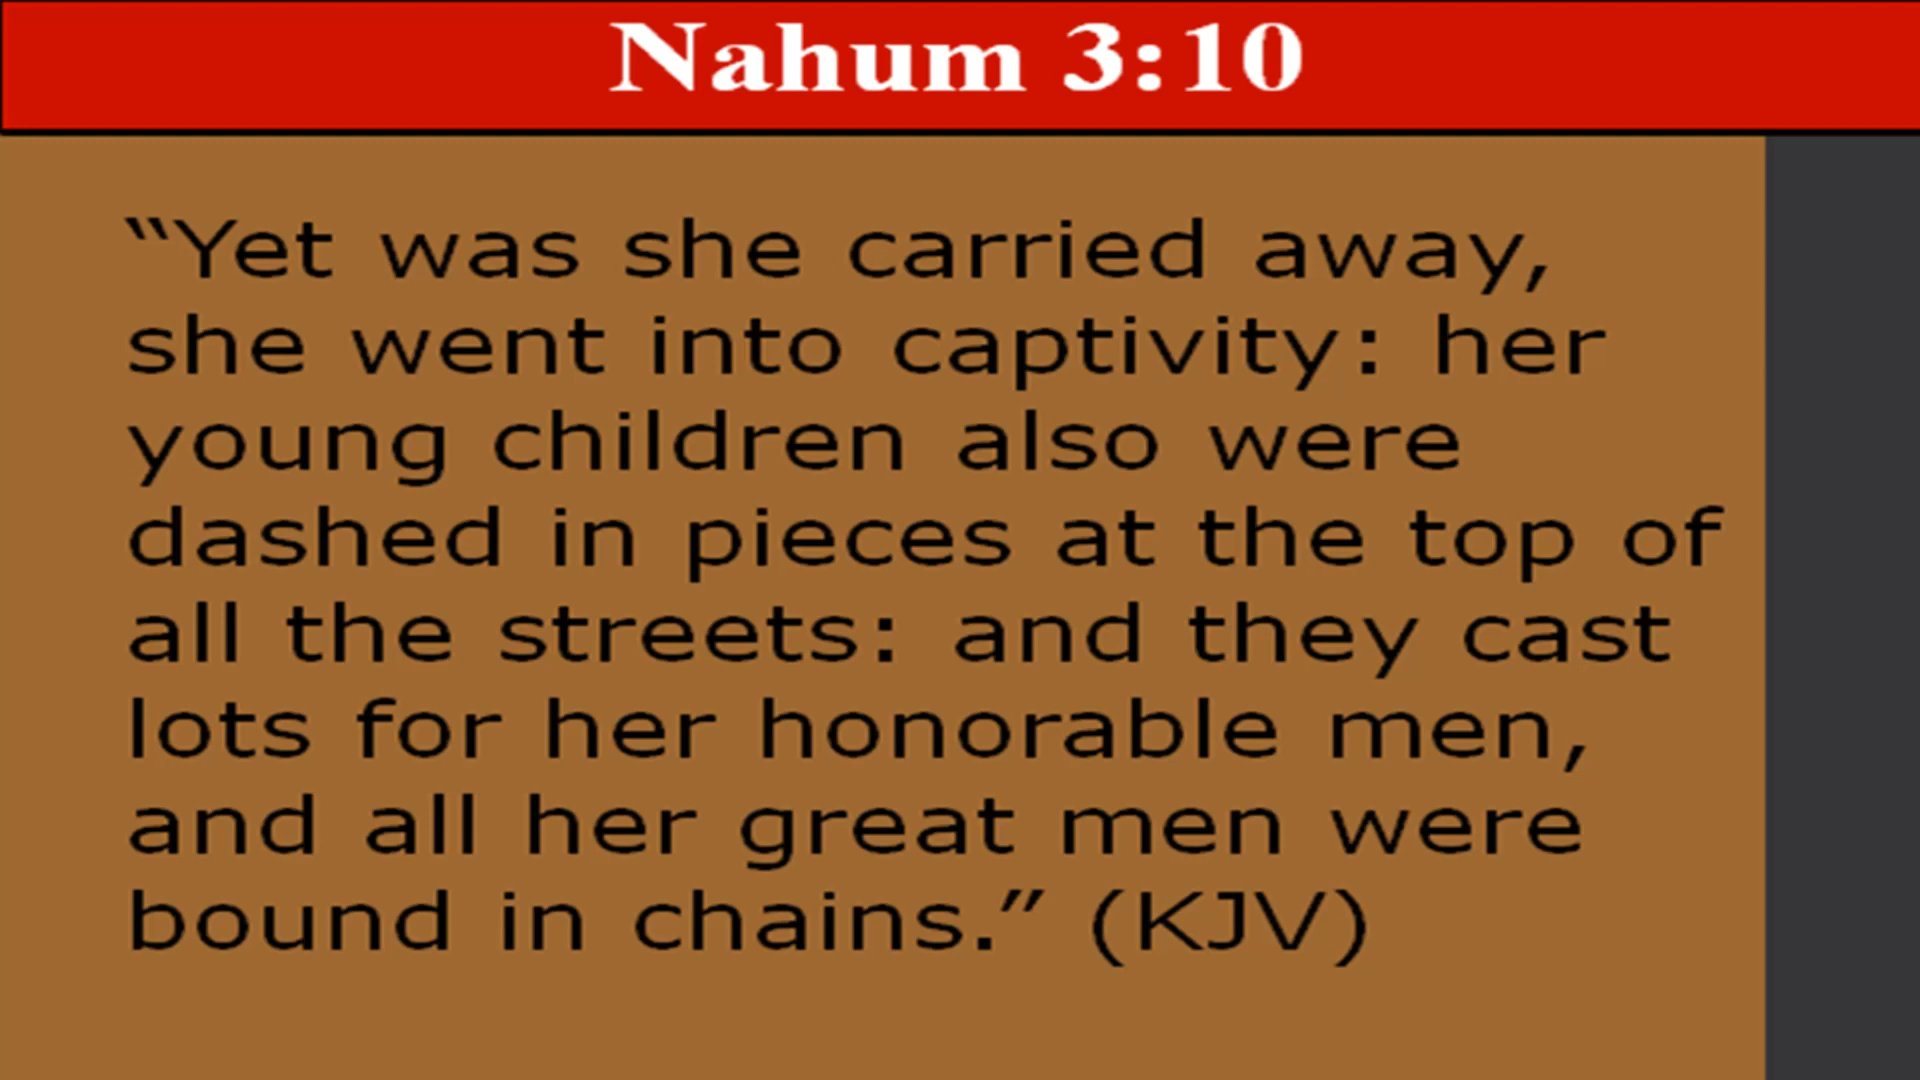 Nahum 3:10
“Yet was she carried away,
she went into captivity: her
young children also were
dashed in pieces at the top of
all the streets: and they cast
lots for her honorable men,
and all her great men were
bound in chains.” (KJV)